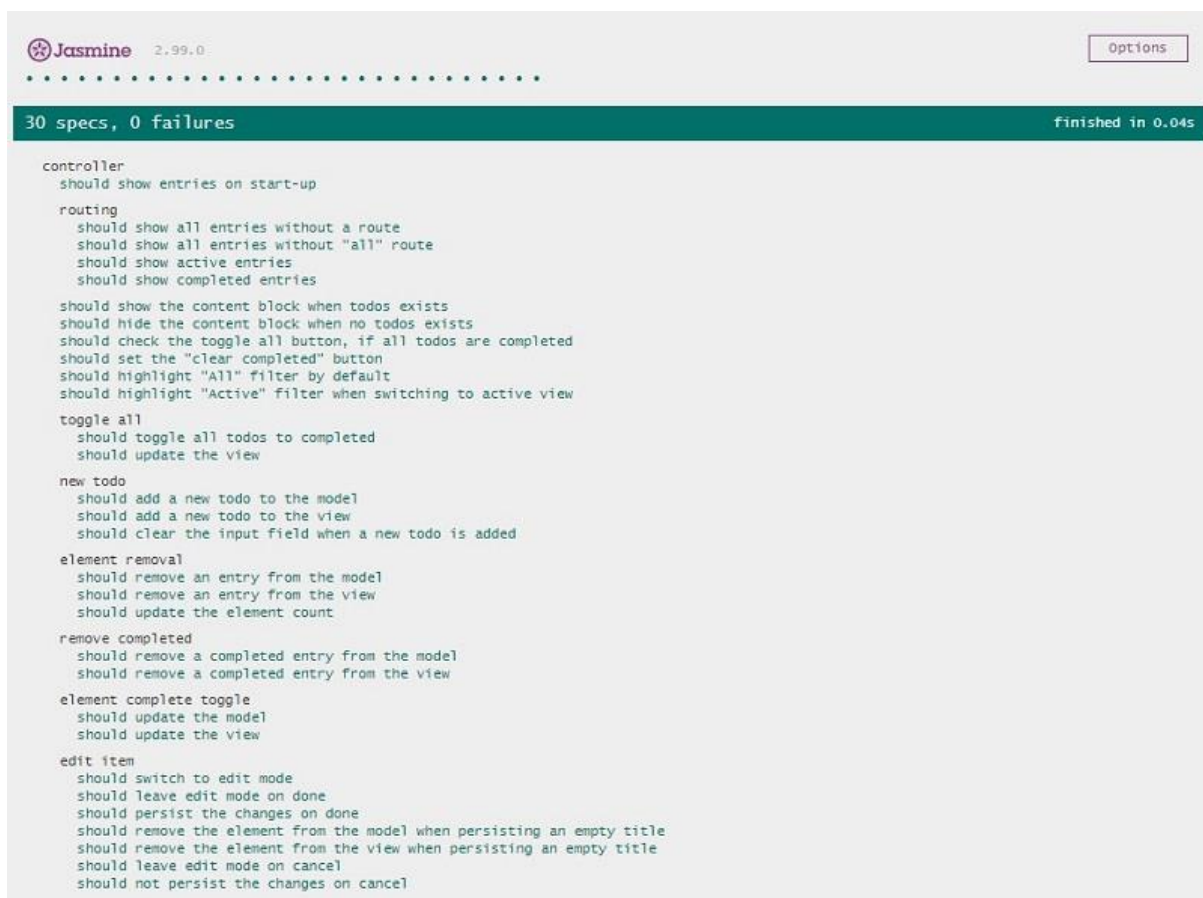 Jasmine 2.99.0
Options
30 specs, 0 failures finished in 0.04s
controller
should show entries on start-up
routing
should show all entries without a route
should show all entries without "all" route
should show active entries
should show completed entries
should show the content block when todos exists
should hide the content block when no todos exists
should check the toggle all button, if all todos are completed
should set the "clear completed" button
should highlight "All" filter by default
should highlight "Active" filter when switching to active view
toggle all
should toggle all todos to completed
should update the view
new todo
should add a new todo to the model
should add a new todo to the view
should clear the input field when a new todo is added
element removal
should remove an entry from the model
should remove an entry from the view
should update the element count
remove completed
should remove a completed entry from the model
should remove a completed entry from the view
element complete toggle
should update the model
should update the view
edit item
should switch to edit mode
should leave edit mode on done
should persist the changes on done
should remove the element from the model when persisting an empty title
should remove the element from the view when persisting an empty title
should leave edit mode on cancel
should not persist the changes on cancel